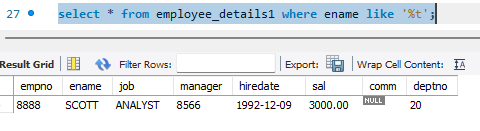 27 select * from employee_details1 where ename like '%t';
Result Grid Filter Rows: Export: Wrap Cell Content: IA
empno ename job manager hiredate sal comm deptno
8888 SCOTT ANALYST 8566 1992-12-09 3000.00 NULL 20